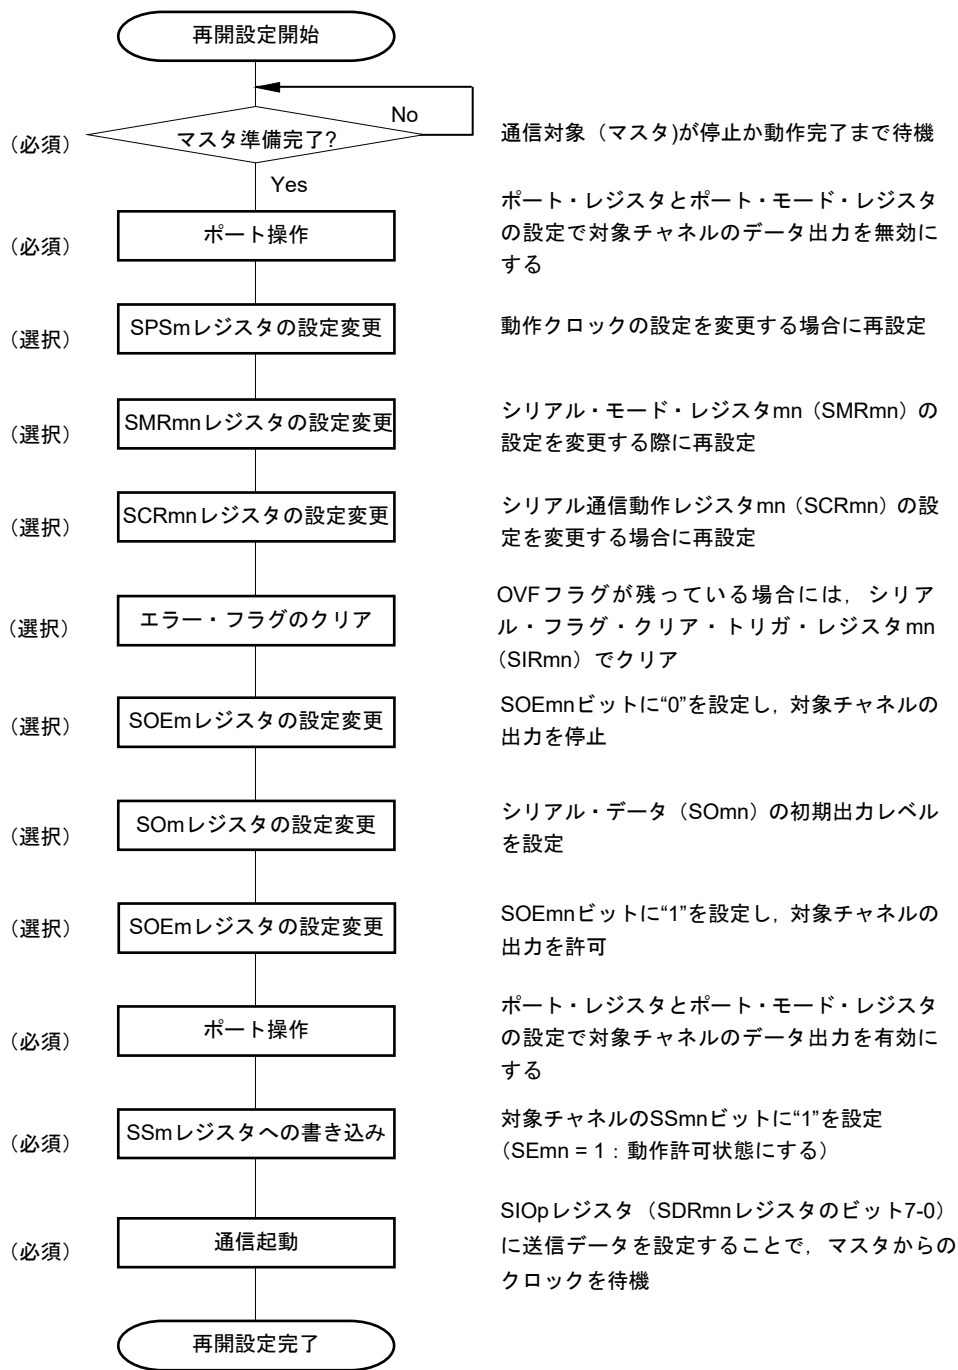 再開設定開始
No
(必須)
マスタ準備完了?
通信対象（マスタ)が停止か動作完了まで待機
Yes
(必須)
ポート操作
ポート・レジスタとポート・モード・レジスタ
の設定で対象チャネルのデータ出力を無効に
する
(選択)
SPSmレジスタの設定変更
動作クロックの設定を変更する場合に再設定
(選択)
SMRmnレジスタの設定変更
シリアル・モード・レジスタmn（SMRmn）の
設定を変更する際に再設定
(選択)
SCRmnレジスタの設定変更
シリアル通信動作レジスタmn（SCRmn）の設
定を変更する場合に再設定
(選択)
エラー・フラグのクリア
OVFフラグが残っている場合には，シリア
ル・フラグ・クリア・トリガ・レジスタmn
（SIRmn）でクリア
(選択)
SOEmレジスタの設定変更
SOEmnビットに“0”を設定し，対象チャネルの
出力を停止
(選択)
SOmレジスタの設定変更
シリアル・データ（SOmn）の初期出力レベル
を設定
(選択)
SOEmレジスタの設定変更
SOEmnビットに“1”を設定し，対象チャネルの
出力を許可
(必須)
ポート操作
ポート・レジスタとポート・モード・レジスタ
の設定で対象チャネルのデータ出力を有効に
する
(必須)
SSmレジスタへの書き込み
対象チャネルのSSmnビットに“1”を設定
（SEmn = 1：動作許可状態にする）
(必須)
通信起動
SIOpレジスタ（SDRmnレジスタのビット7-0）
に送信データを設定することで，マスタからの
クロックを待機
再開設定完了